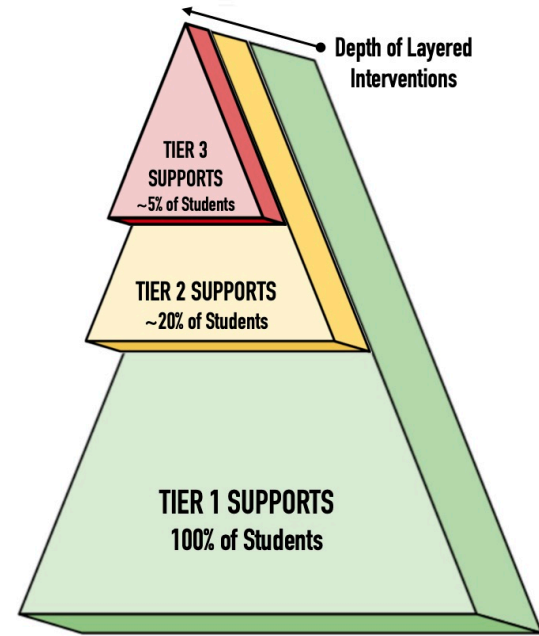 Depth of Layered
Interventions
TIER 3
SUPPORTS
~5% of Students
TIER 2 SUPPORTS
~20% of Students
TIER 1 SUPPORTS
100% of Students